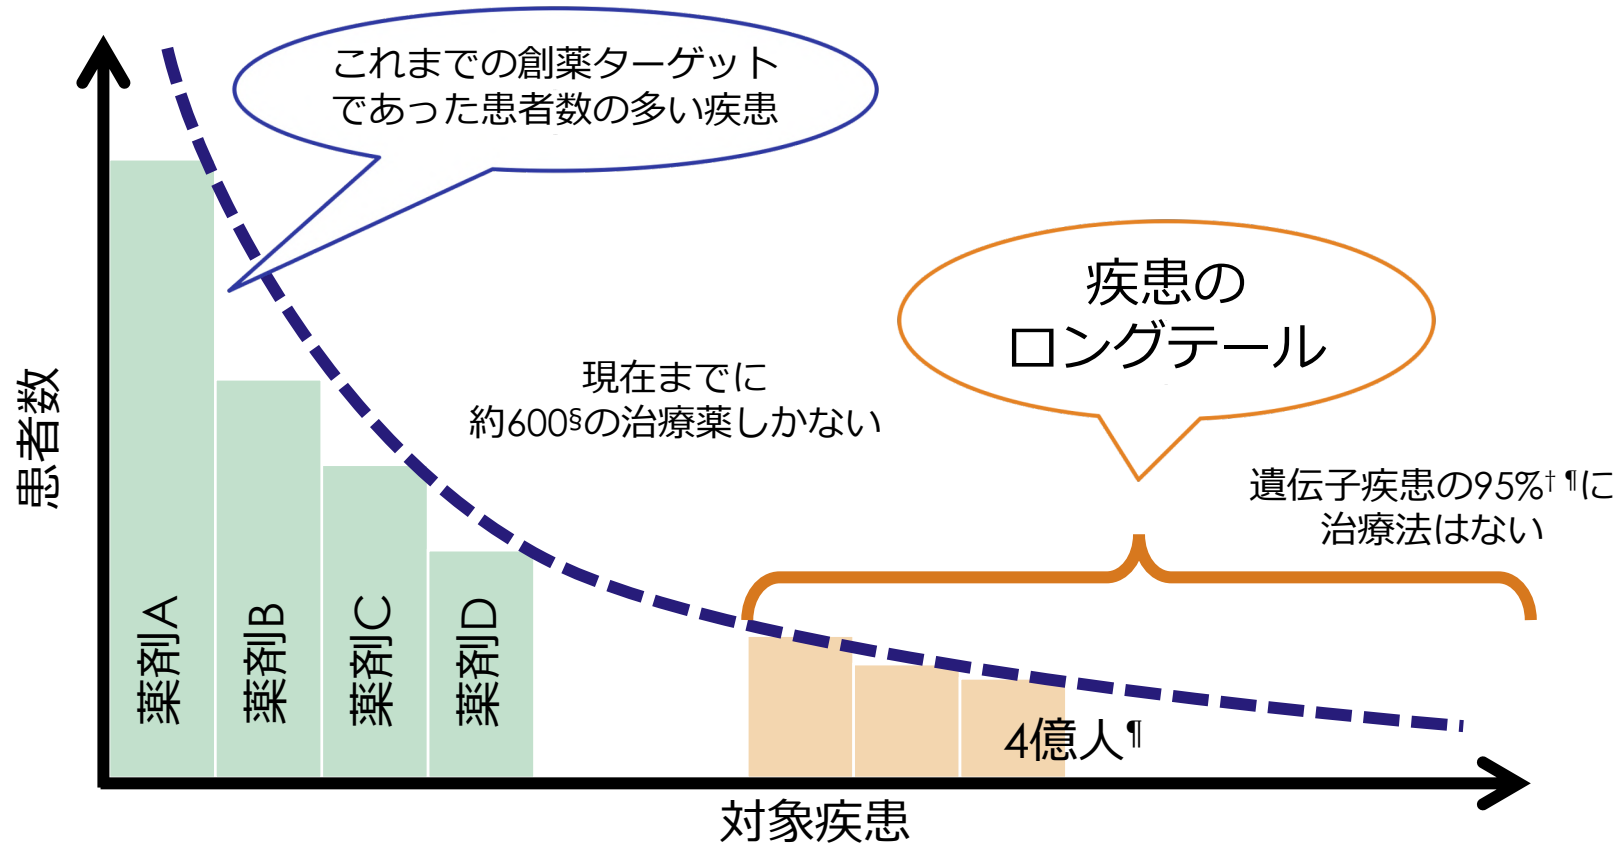 これまでの創薬ターゲット
であった患者数の多い疾患
疾患の
ロングテール
現在までに
約600§の治療薬しかない
遺伝子疾患の95%† ¶に
治療法はない
患者数
薬剤A
薬剤B
薬剤C
薬剤D
4億人¶
対象疾患